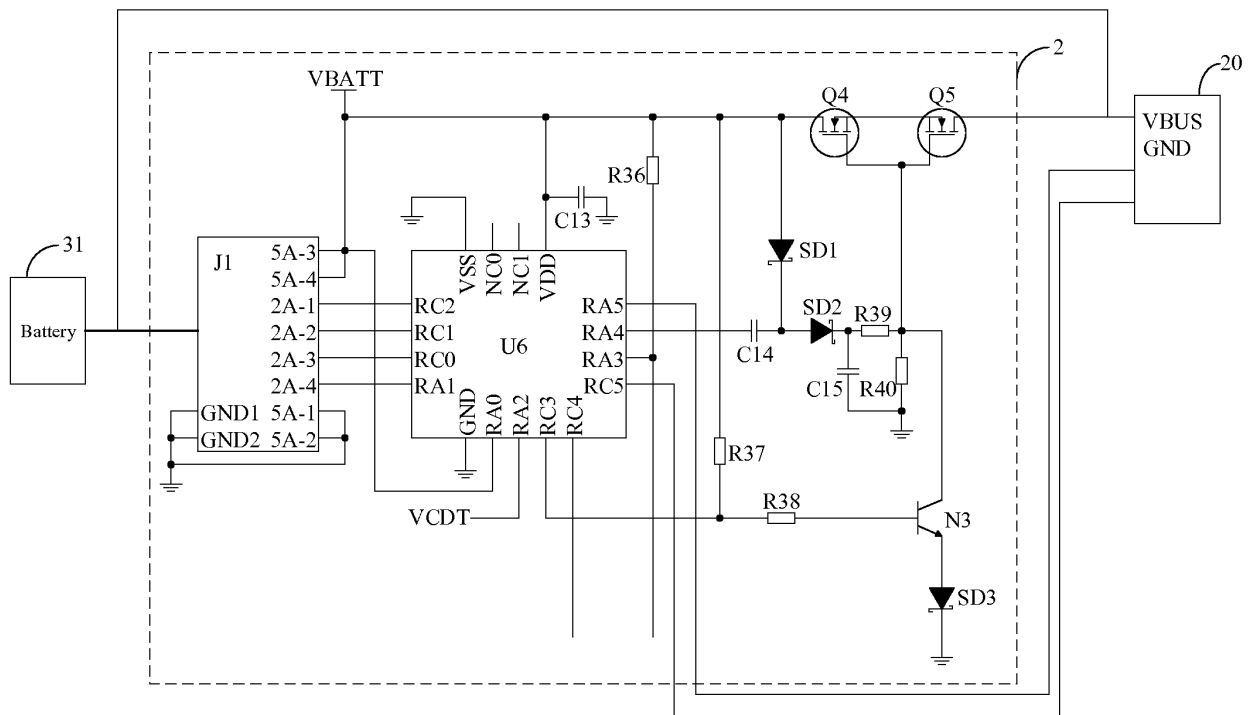 2
20
VBATT
Q4
Q5
VBUS
GND
R36
C13
31
J1
5A-3
5A-4
2A-1
2A-2
2A-3
2A-4
5A-1
5A-2
GND1
GND2
Battery
VSS
NC0
NC1
VDD
RC2
RC1
RC0
RA1
U6
RA5
RA4
RA3
RC5
GND
RA0
RA2
RC3
RC4
SD1
SD2
R39
C14
C15
R40
R37
R38
VCDT
N3
SD3